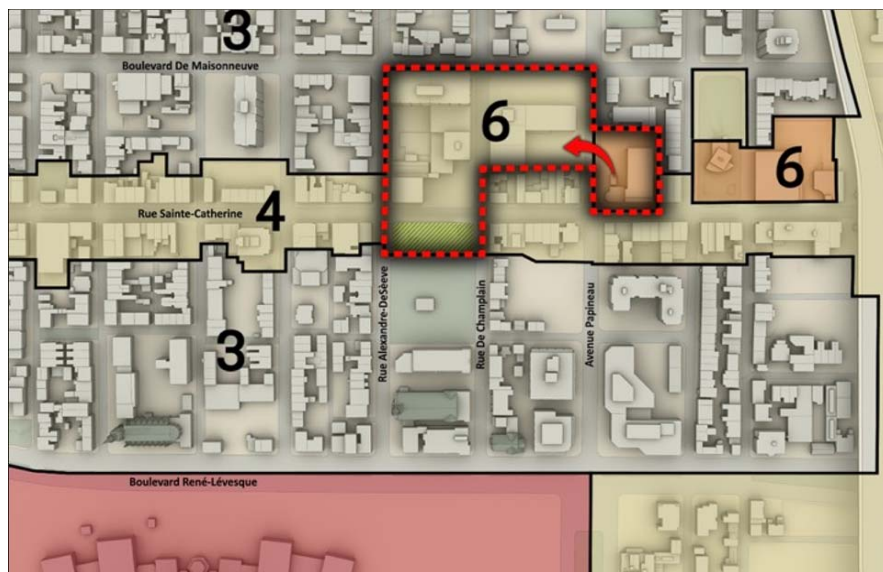 3
Boulevard De Maisonneuve
6
6
4
Rue Sainte-Catherine
3
Rue Alexandre-DeSèeve
Rue De Champlain
Avenue Papineau
Boulevard René-Lévesque